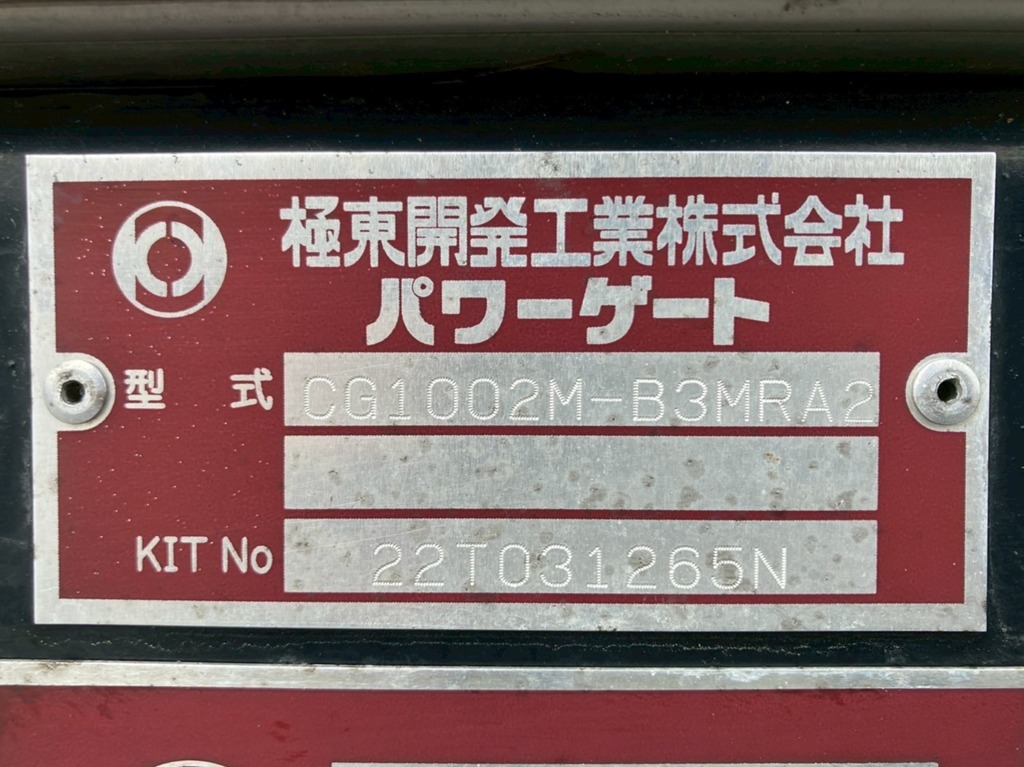 極東開発工業株式会社
パワーゲート
型 式 CG1002M-B3MRA2
KIT No 22T031265N